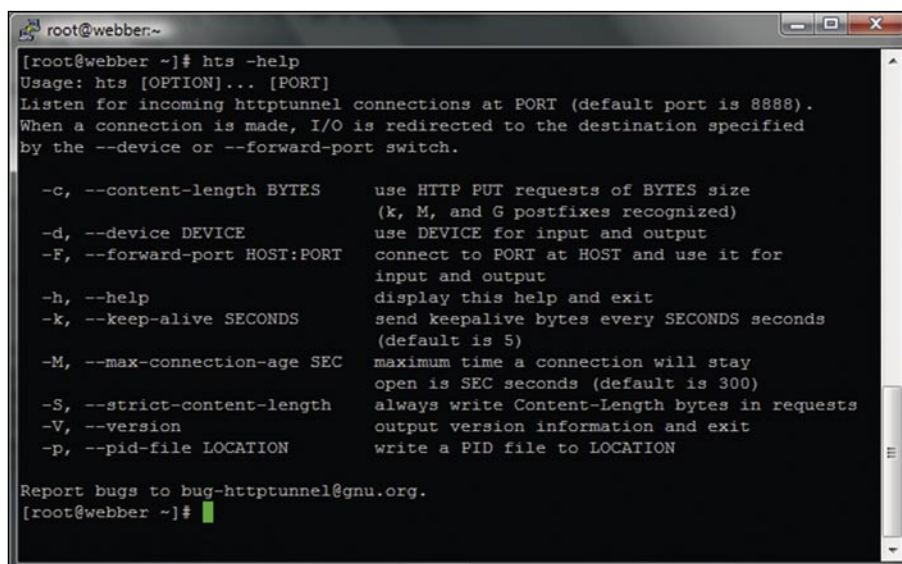 root@webber:~
[root@webber ~]# hts -help
Usage: hts [OPTION]... [PORT]
Listen for incoming httptunnel connections at PORT (default port is 8888).
When a connection is made, I/O is redirected to the destination specified
by the --device or --forward-port switch.
-c, --content-length BYTES use HTTP PUT requests of BYTES size
(k, M, and G postfixes recognized)
-d, --device DEVICE use DEVICE for input and output
-F, --forward-port HOST:PORT connect to PORT at HOST and use it for
input and output
-h, --help display this help and exit
-k, --keep-alive SECONDS send keepalive bytes every SECONDS seconds
(default is 5)
-M, --max-connection-age SEC maximum time a connection will stay
open is SEC seconds (default is 300)
-S, --strict-content-length always write Content-Length bytes in requests
-V, --version output version information and exit
-p, --pid-file LOCATION write a PID file to LOCATION
Report bugs to bug-httptunnel@gnu.org.
[root@webber ~]#